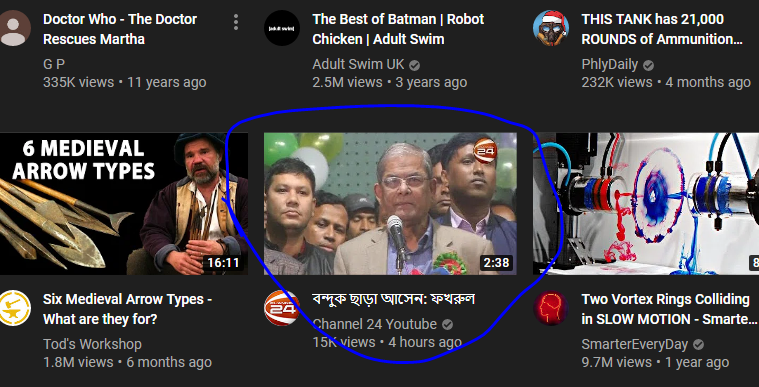 Doctor Who - The Doctor
Rescues Martha
G P
335K views • 11 years ago
[adult swim]
The Best of Batman | Robot
Chicken | Adult Swim
Adult Swim UK
2.5M views • 3 years ago
THIS TANK has 21,000
ROUNDS of Ammunition...
PhlyDaily
232K views • 4 months ago
6 MEDIEVAL
ARROW TYPES
16:11
24
2:38
8
Six Medieval Arrow Types -
What are they for?
Tod's Workshop
1.8M views • 6 months ago
24
বন্দুক ছাড়া আসেন: ফখরুল
Channel 24 Youtube
15K views • 4 hours ago
Two Vortex Rings Colliding
in SLOW MOTION - Smarte...
SmarterEveryDay
9.7M views • 1 year ago